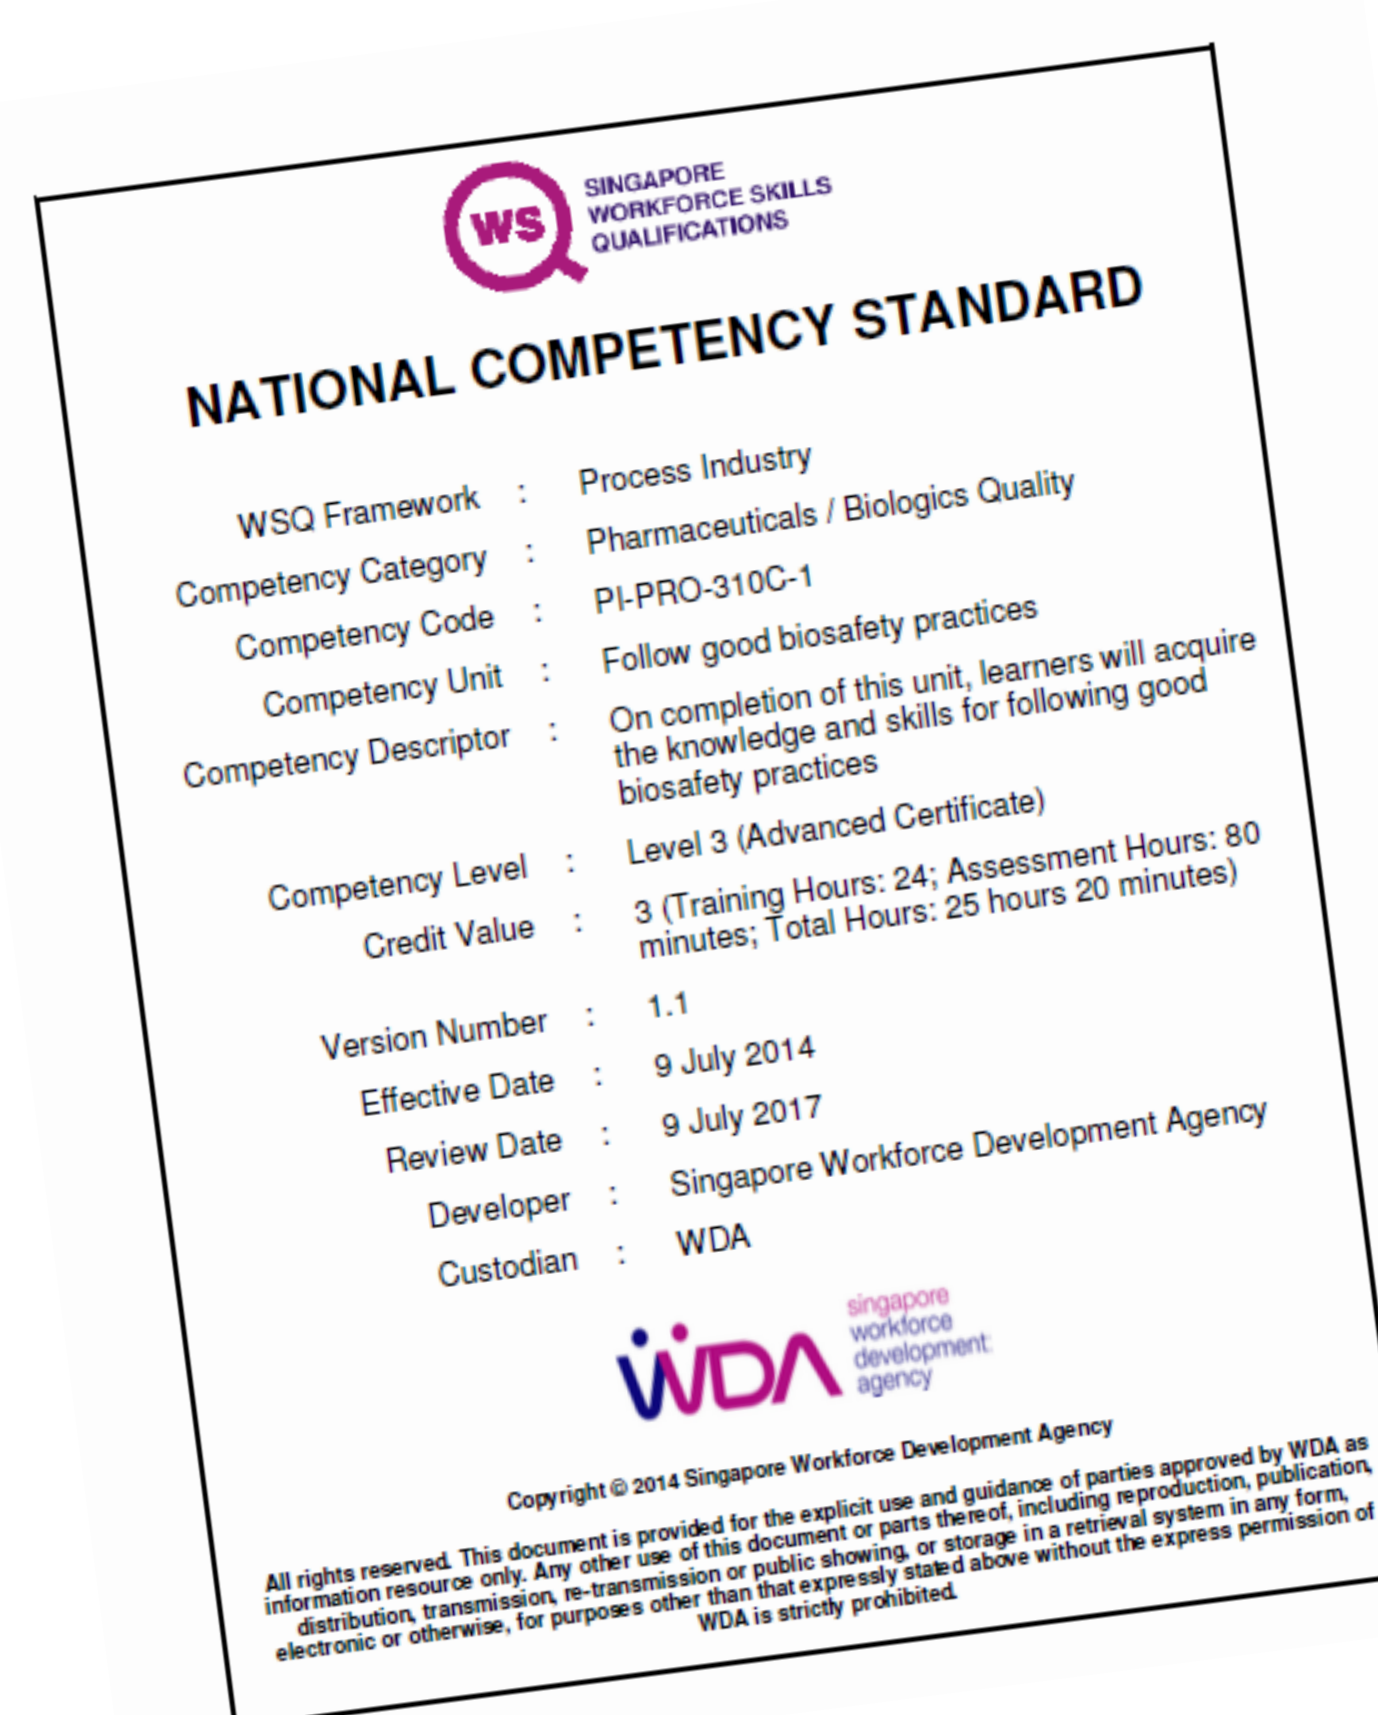 WS
SINGAPORE
WORKFORCE SKILLS
QUALIFICATIONS
NATIONAL COMPETENCY STANDARD
WSQ Framework : Process Industry
Competency Category : Pharmaceuticals / Biologics Quality
Competency Code : PI-PRO-310C-1
Competency Unit : Follow good biosafety practices
Competency Descriptor : On completion of this unit, learners will acquire
the knowledge and skills for following good
biosafety practices
Competency Level : Level 3 (Advanced Certificate)
Credit Value : 3 (Training Hours: 24; Assessment Hours: 80
minutes; Total Hours: 25 hours 20 minutes)
Version Number : 1.1
Effective Date : 9 July 2014
Review Date : 9 July 2017
Developer : Singapore Workforce Development Agency
Custodian : WDA
WDA
singapore
workforce
development
agency
Copyright © 2014 Singapore Workforce Development Agency
All rights reserved. This document is provided for the explicit use and guidance of parties approved by WDA as
information resource only. Any other use of this document or parts thereof, including reproduction, publication,
distribution, transmission, re-transmission or public showing, or storage in a retrieval system in any form,
electronic or otherwise, for purposes other than that expressly stated above without the express permission of
WDA is strictly prohibited.